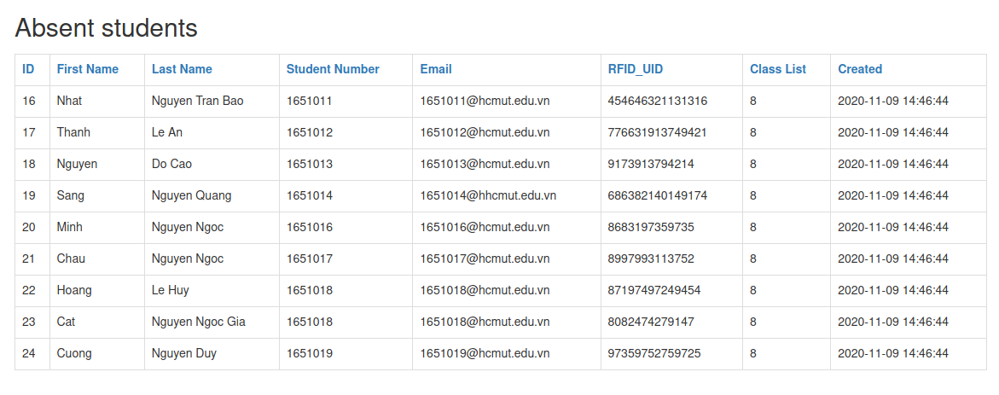 Absent students
ID First Name Last Name Student Number Email RFID_UID Class List Created
16 Nhat Nguyen Tran Bao 1651011 1651011@hcmut.edu.vn 454646321131316 8 2020-11-09 14:46:44
17 Thanh Le An 1651012 1651012@hcmut.edu.vn 776631913749421 8 2020-11-09 14:46:44
18 Nguyen Do Cao 1651013 1651013@hcmut.edu.vn 9173913794214 8 2020-11-09 14:46:44
19 Sang Nguyen Quang 1651014 1651014@hhcmut.edu.vn 686382140149174 8 2020-11-09 14:46:44
20 Minh Nguyen Ngoc 1651016 1651016@hcmut.edu.vn 8683197359735 8 2020-11-09 14:46:44
21 Chau Nguyen Ngoc 1651017 1651017@hcmut.edu.vn 8997993113752 8 2020-11-09 14:46:44
22 Hoang Le Huy 1651018 1651018@hcmut.edu.vn 87197497249454 8 2020-11-09 14:46:44
23 Cat Nguyen Ngoc Gia 1651018 1651018@hcmut.edu.vn 8082474279147 8 2020-11-09 14:46:44
24 Cuong Nguyen Duy 1651019 1651019@hcmut.edu.vn 97359752759725 8 2020-11-09 14:46:44